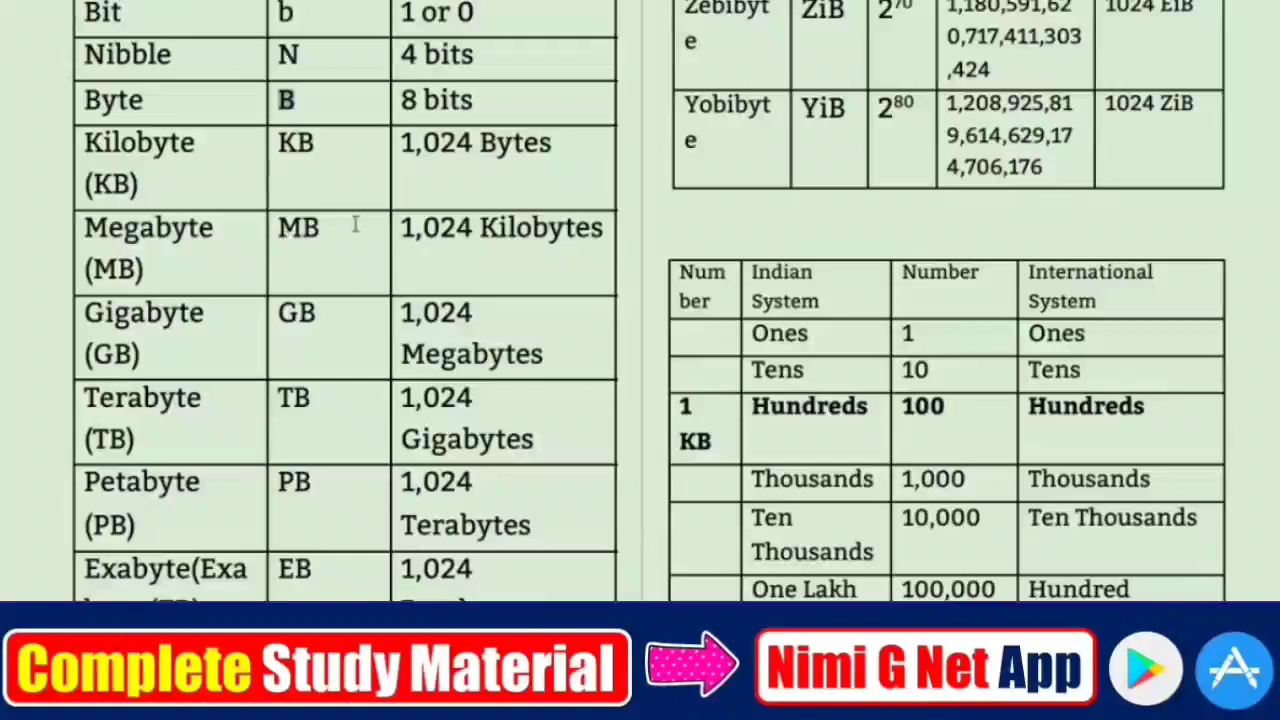 Bit b 1 or 0
Nibble N 4 bits
Byte B 8 bits
Kilobyte KB 1,024 Bytes
(KB)
Megabyte MB 1,024 Kilobytes
(MB)
Gigabyte GB 1,024
(GB) Megabytes
Terabyte TB 1,024
(TB) Gigabytes
Petabyte PB 1,024
(PB) Terabytes
Exabyte(Exa EB 1,024
Zebibyt ZiB 2⁷⁰ 1,180,591,62 1024 EiB
e 0,717,411,303
,424
Yobibyt YiB 2⁸⁰ 1,208,925,81 1024 ZiB
e 9,614,629,17
4,706,176
Num Indian Number International
ber System System
Ones 1 Ones
Tens 10 Tens
1 Hundreds 100 Hundreds
KB
Thousands 1,000 Thousands
Ten 10,000 Ten Thousands
Thousands
One Lakh 100,000 Hundred
Complete Study Material Nimi G Net App